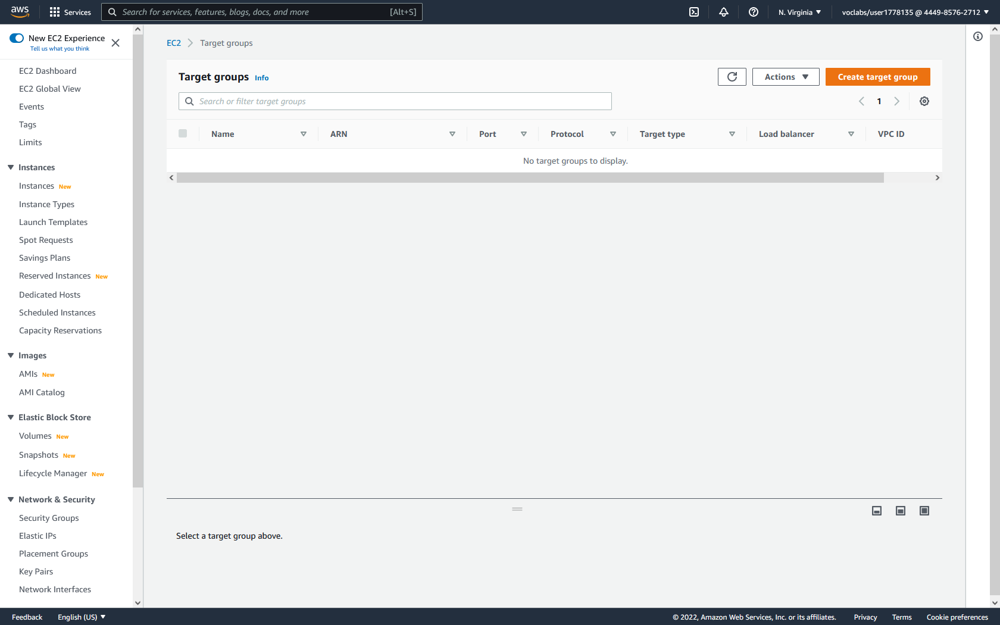 aws
Services
Search for services, features, blogs, docs, and more
[Alt+S]
N. Virginia
voclabs/user1778135 @ 4449-8576-2712
New EC2 Experience
Tell us what you think
EC2 Dashboard
EC2 Global View
Events
Tags
Limits
Instances
Instances New
Instance Types
Launch Templates
Spot Requests
Savings Plans
Reserved Instances New
Dedicated Hosts
Scheduled Instances
Capacity Reservations
Images
AMIs New
AMI Catalog
Elastic Block Store
Volumes New
Snapshots New
Lifecycle Manager New
Network & Security
Security Groups
Elastic IPs
Placement Groups
Key Pairs
Network Interfaces
EC2 > Target groups
Target groups Info
Actions
Create target group
Search or filter target groups
1
Name ARN Port Protocol Target type Load balancer VPC ID
No target groups to display.
Select a target group above.
Feedback English (US)
© 2022, Amazon Web Services, Inc. or its affiliates. Privacy Terms Cookie preferences